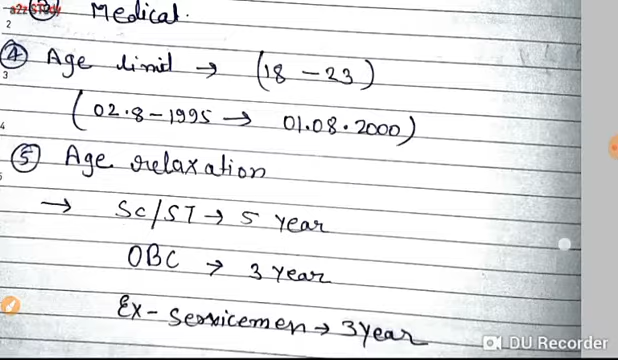 ③ Medical.
④ Age limit → (18 – 23)
(02.8–1995 → 01.08.2000)
⑤ Age relaxation
→ SC/ST → 5 year
OBC → 3 year
Ex-Servicemen → 3 year
DU Recorder